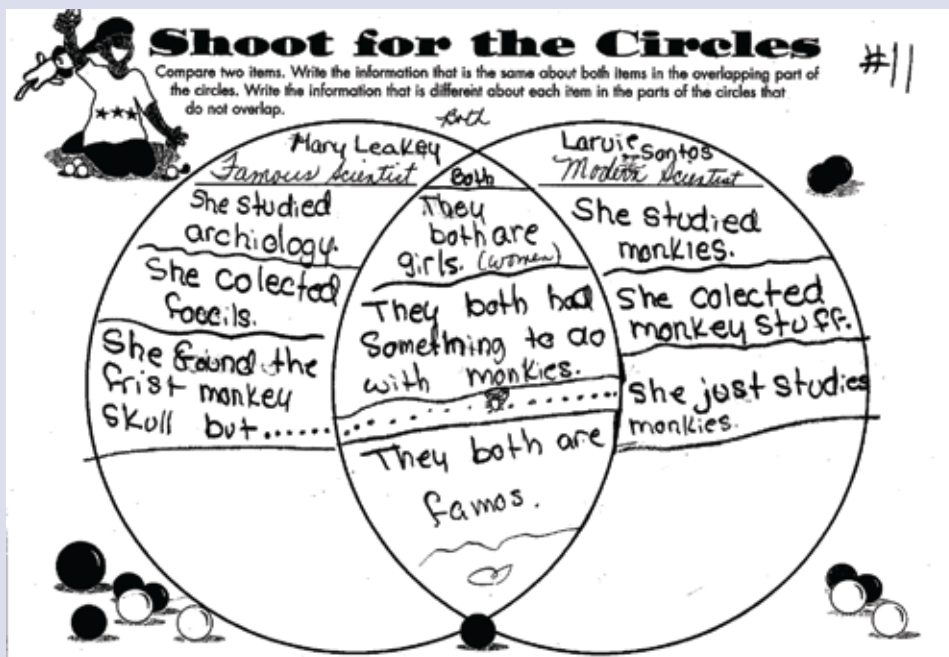 Shoot for the Circles
#11
Compare two items. Write the information that is the same about both items in the overlapping part of
the circles. Write the information that is different about each item in the parts of the circles that
do not overlap.
Both
Mary Leakey
Famous Scientist
She studied
archiology.
She colected
foocils.
She found the
frist monkey
skull but......
Both
They
both are
girls. (women)
They both had
Something to do
with monkies.
They both are
famos.
Larvie Santos
Modern Scientist
She studied
monkies.
She colected
monkey stuff.
She just studies
monkies.